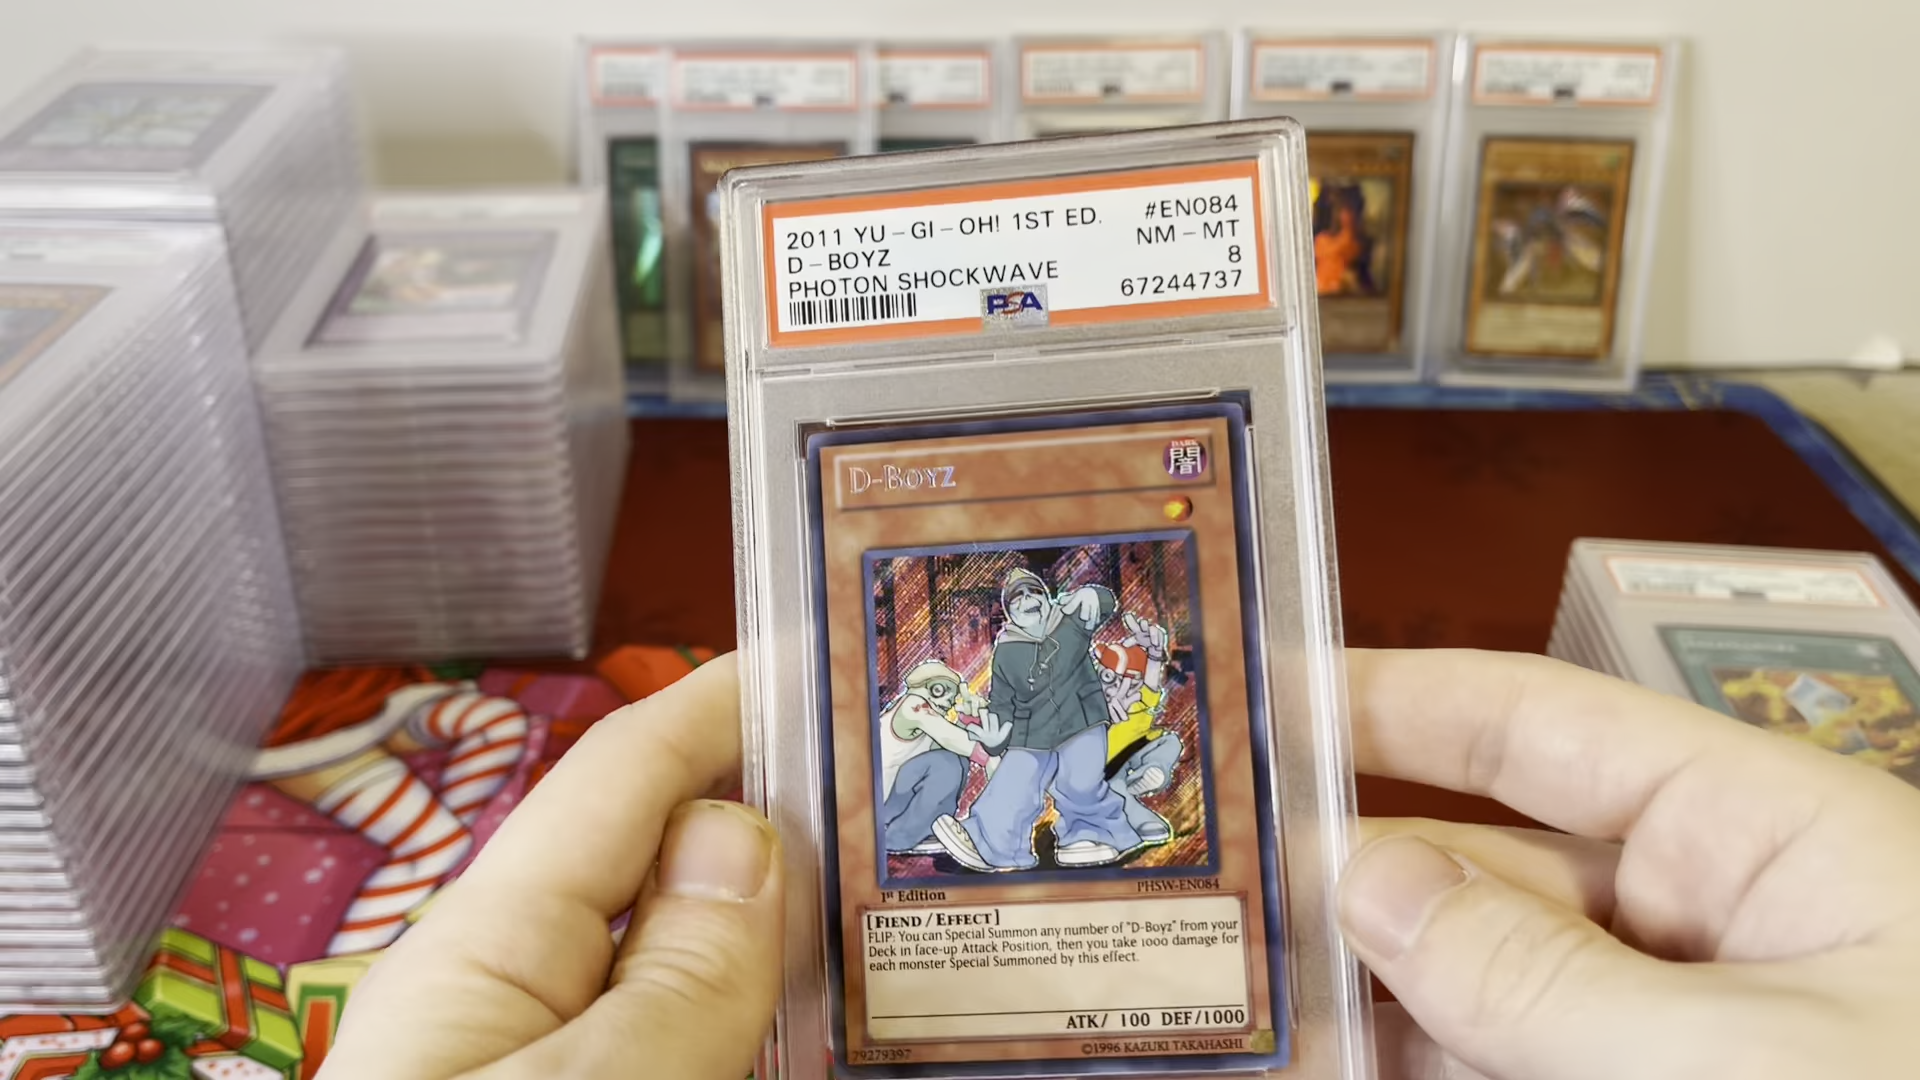 2011 YU-GI-OH! 1ST ED. #EN084
D-BOYZ NM-MT
PHOTON SHOCKWAVE 8
PSA 67244737
D-Boyz
DARK
闇
1st Edition
PHSW-EN084
[FIEND/EFFECT]
FLIP: You can Special Summon any number of "D-Boyz" from your
Deck in face-up Attack Position, then you take 1000 damage for
each monster Special Summoned by this effect.
ATK/ 100 DEF/1000
79279397
©1996 KAZUKI TAKAHASHI